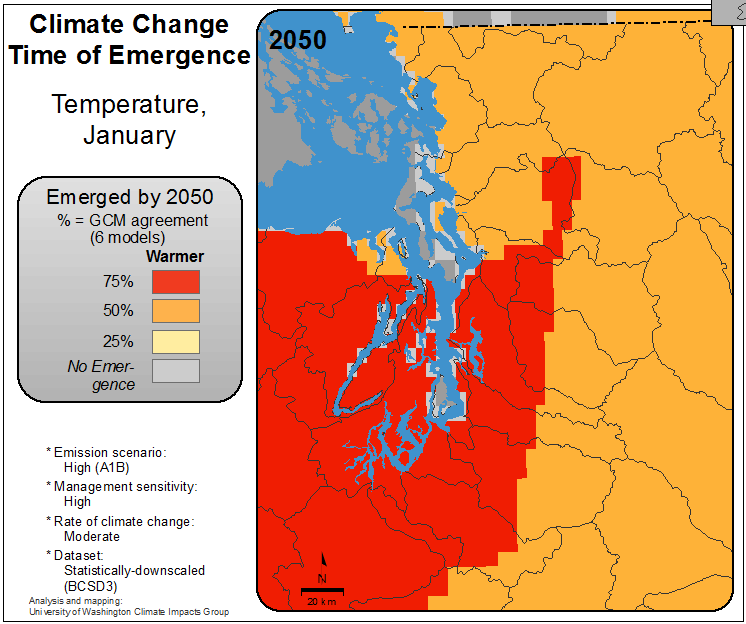 Climate Change
Time of Emergence
Temperature,
January
Emerged by 2050
% = GCM agreement
(6 models)
Warmer
75%
50%
25%
No Emer-
gence
* Emission scenario:
High (A1B)
* Management sensitivity:
High
* Rate of climate change:
Moderate
* Dataset:
Statistically-downscaled
(BCSD3)
Analysis and mapping:
University of Washington Climate Impacts Group
2050
N
20 km